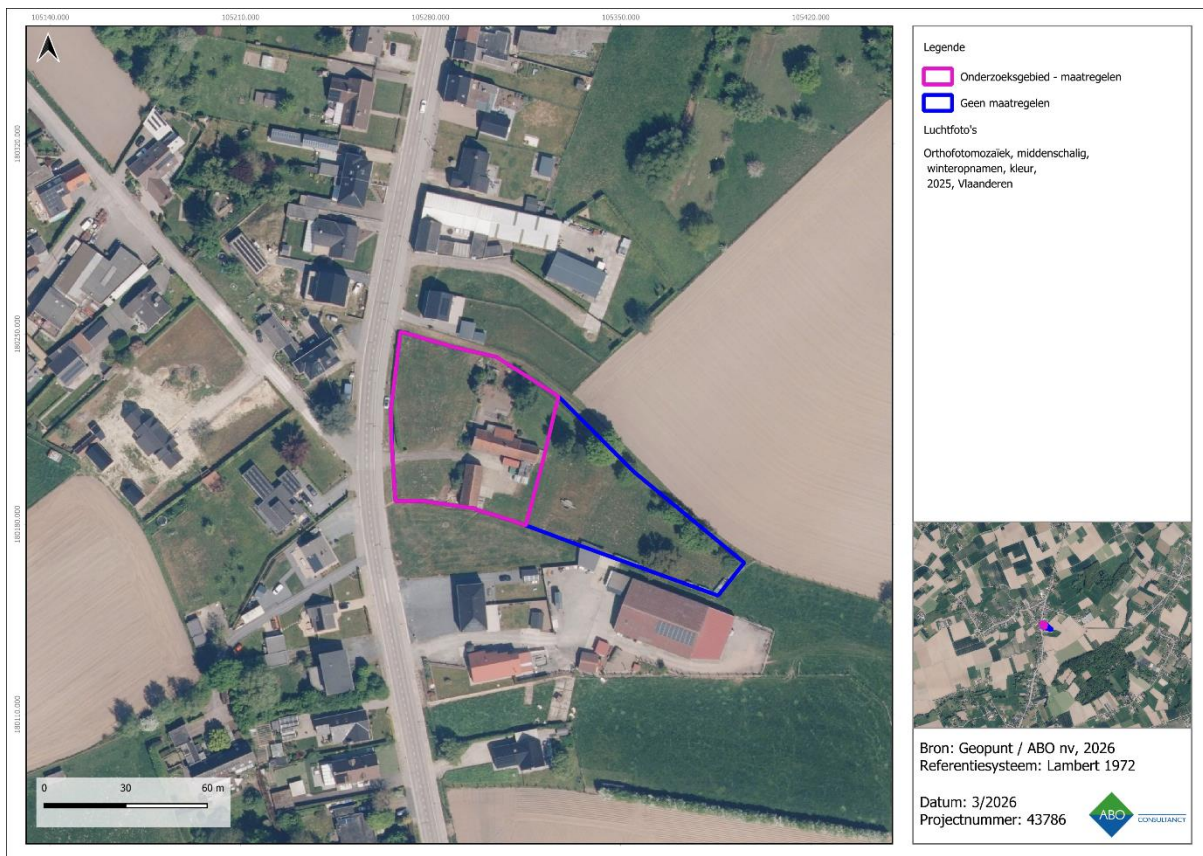 105140.000
105210.000
105280.000
105350.000
105420.000
180320.000
180250.000
180180.000
180110.000
0
30
60 m
Legende
Onderzoeksgebied - maatregelen
Geen maatregelen
Luchtfoto's
Orthofotomozaïek, middenschalig,
winteropnamen, kleur,
2025, Vlaanderen
Bron: Geopunt / ABO nv, 2026
Referentiesysteem: Lambert 1972
Datum: 3/2026
Projectnummer: 43786
ABO
CONSULTANCY